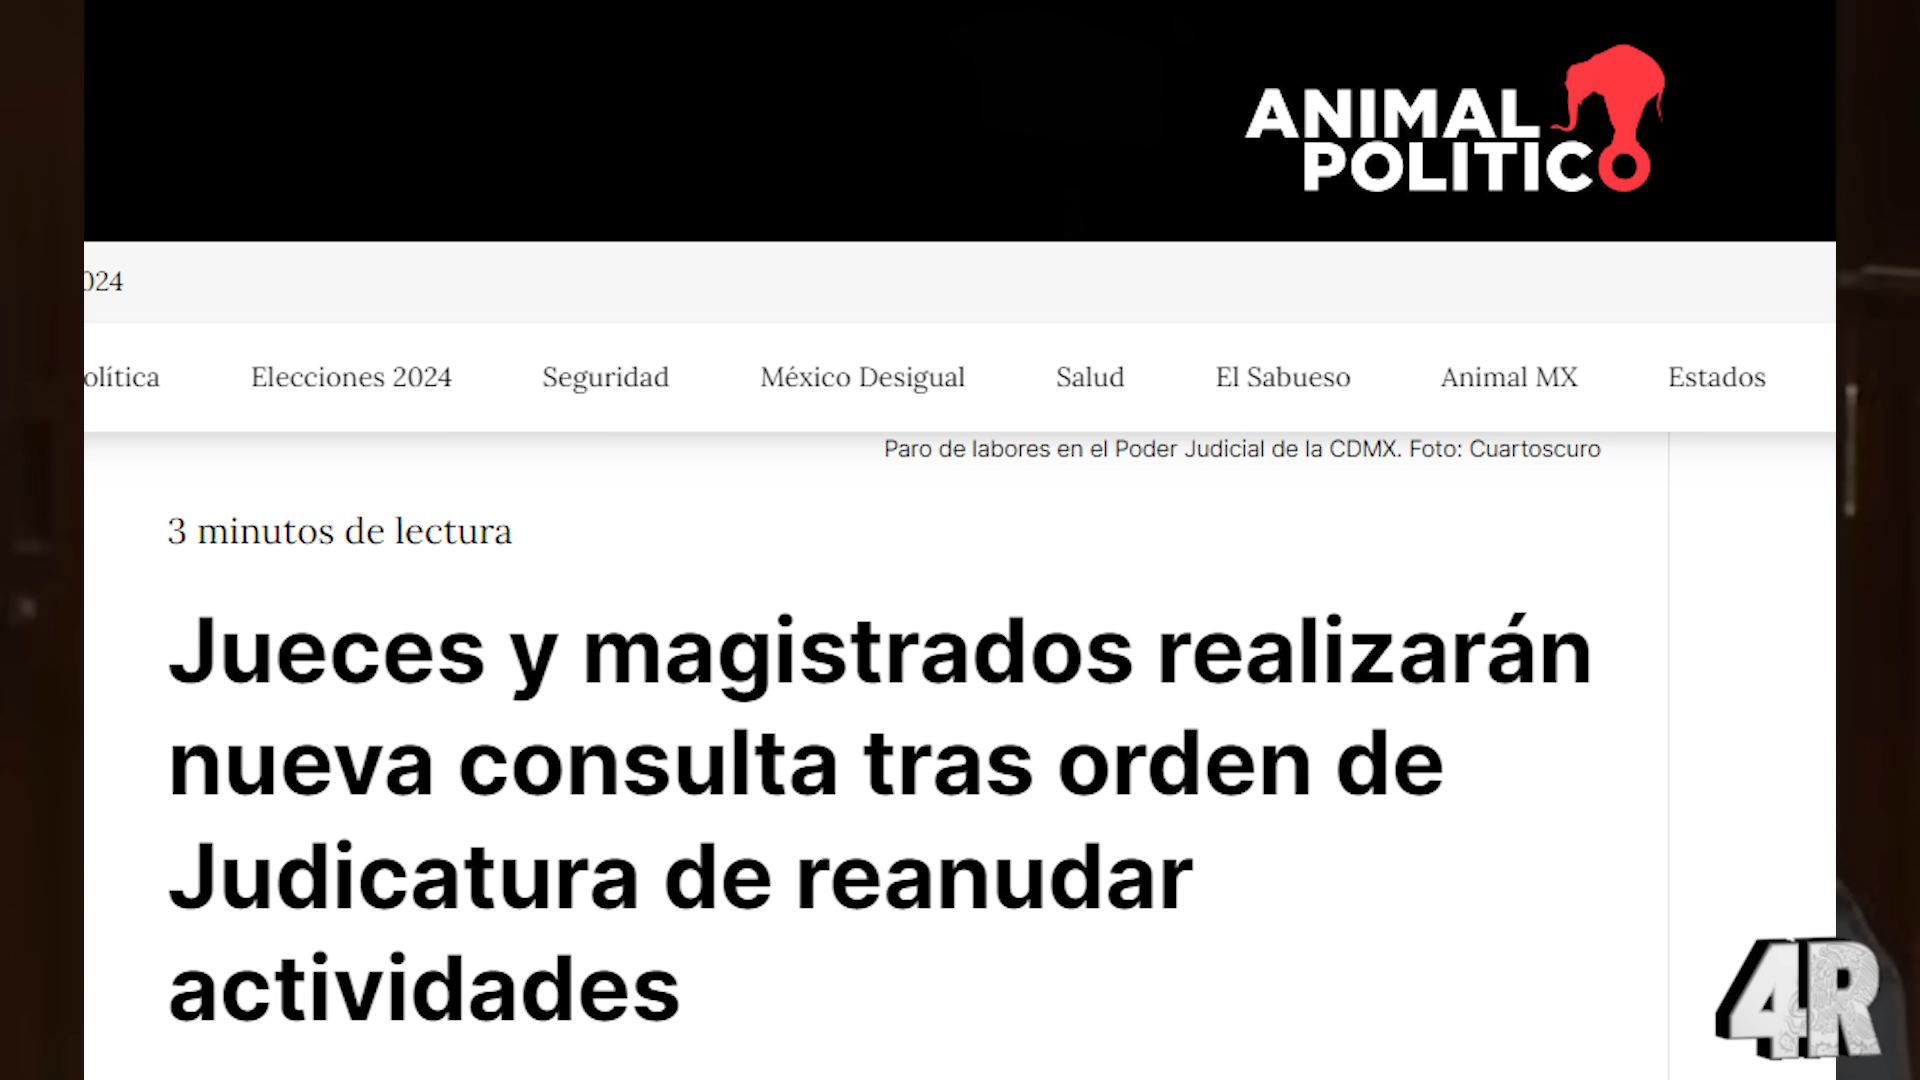 ANIMAL
POLITICO
024
olítica Elecciones 2024 Seguridad México Desigual Salud El Sabueso Animal MX Estados
Paro de labores en el Poder Judicial de la CDMX. Foto: Cuartoscuro
3 minutos de lectura
Jueces y magistrados realizarán
nueva consulta tras orden de
Judicatura de reanudar
actividades
4R